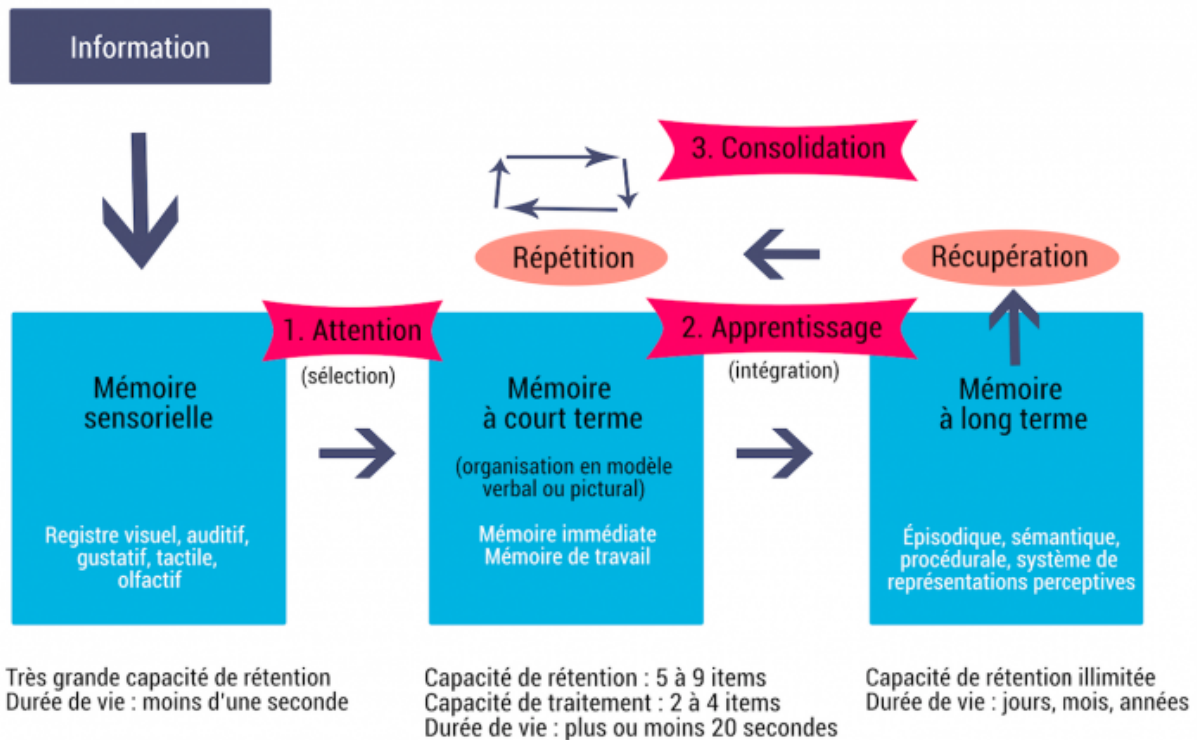 Information
3. Consolidation
Répétition
Récupération
1. Attention
(sélection)
2. Apprentissage
(intégration)
Mémoire
sensorielle
Registre visuel, auditif,
gustatif, tactile,
olfactif
Mémoire
à court terme
(organisation en modèle
verbal ou pictural)
Mémoire immédiate
Mémoire de travail
Mémoire
à long terme
Épisodique, sémantique,
procédurale, système de
représentations perceptives
Très grande capacité de rétention
Durée de vie : moins d'une seconde
Capacité de rétention : 5 à 9 items
Capacité de traitement : 2 à 4 items
Durée de vie : plus ou moins 20 secondes
Capacité de rétention illimitée
Durée de vie : jours, mois, années